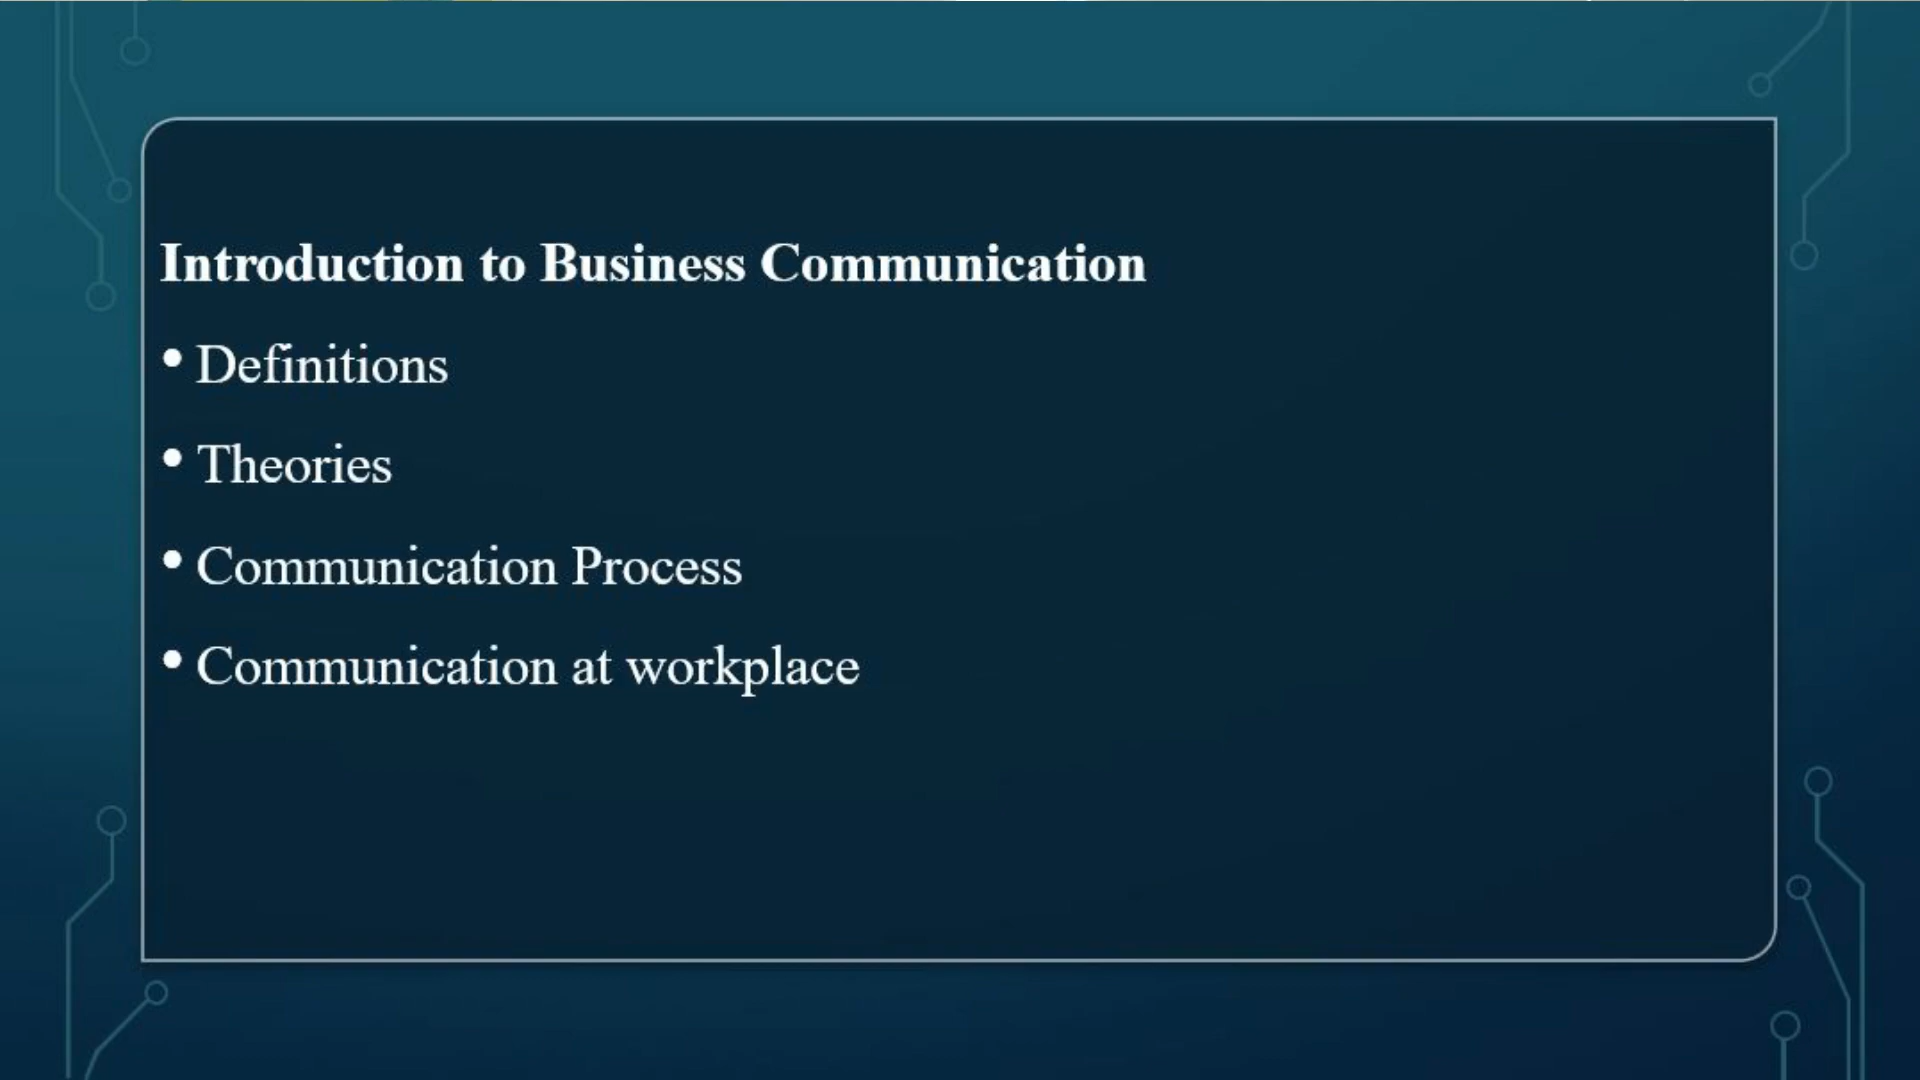 Introduction to Business Communication
• Definitions
• Theories
• Communication Process
• Communication at workplace